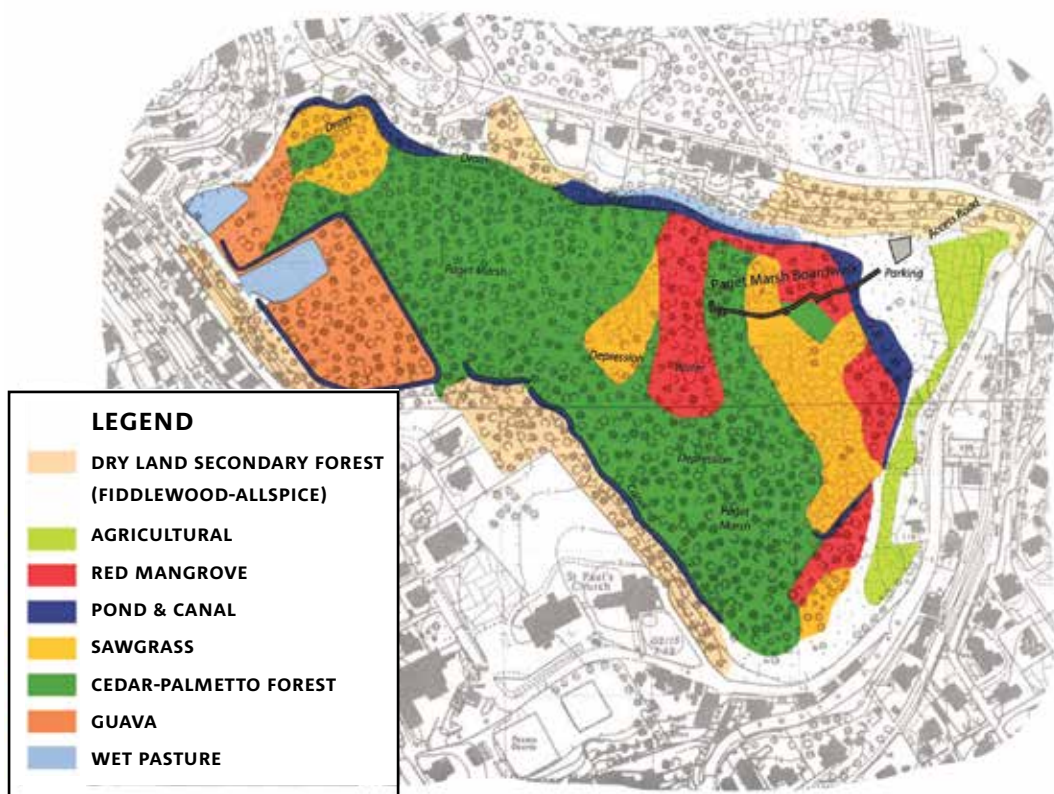 Drain
Drain
Access Road
Paget Marsh
Paget Marsh Boardwalk
Parking
Depression
Water
Depression
Paget
Marsh
St Paul's
Church
LEGEND
DRY LAND SECONDARY FOREST
(FIDDLEWOOD-ALLSPICE)
AGRICULTURAL
RED MANGROVE
POND & CANAL
SAWGRASS
CEDAR-PALMETTO FOREST
GUAVA
WET PASTURE